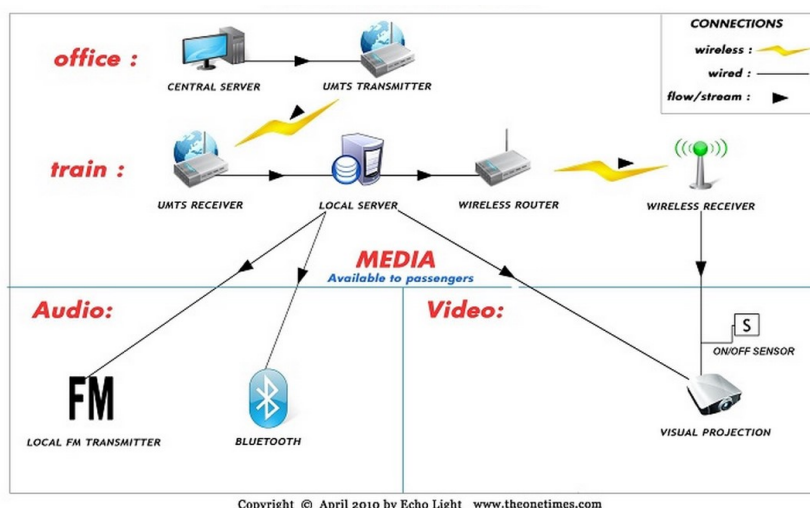 CONNECTIONS
wireless :
wired :
flow/stream :
office :
CENTRAL SERVER
UMTS TRANSMITTER
train :
UMTS RECEIVER
LOCAL SERVER
WIRELESS ROUTER
WIRELESS RECEIVER
MEDIA
Available to passengers
Audio:
Video:
S
ON/OFF SENSOR
FM
LOCAL FM TRANSMITTER
BLUETOOTH
VISUAL PROJECTION
Copyright © April 2010 by Echo Light www.theonetimes.com